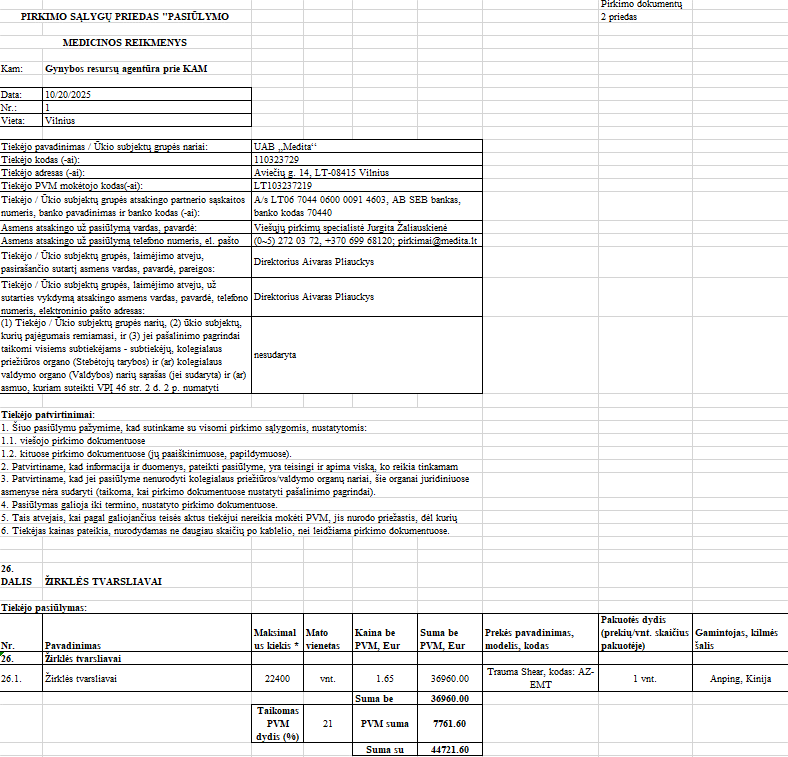 Pirkimo dokumentų
PIRKIMO SĄLYGŲ PRIEDAS "PASIŪLYMO
2 priedas
MEDICINOS REIKMENYS
Kam: Gynybos resursų agentūra prie KAM
Data: 10/20/2025
Nr.: 1
Vieta: Vilnius
Tiekėjo pavadinimas / Ūkio subjektų grupės nariai: UAB „Medita“
Tiekėjo kodas (-ai): 110323729
Tiekėjo adresas (-ai): Aviečių g. 14, LT-08415 Vilnius
Tiekėjo PVM mokėtojo kodas(-ai): LT103237219
Tiekėjo / Ūkio subjektų grupės atsakingo partnerio sąskaitos
numeris, banko pavadinimas ir banko kodas (-ai):
A/s LT06 7044 0600 0091 4603, AB SEB bankas,
banko kodas 70440
Asmens atsakingo už pasiūlymą vardas, pavardė: Viešųjų pirkimų specialistė Jurgita Žaliauskienė
Asmens atsakingo už pasiūlymą telefono numeris, el. pašto (0~5) 272 03 72, +370 699 68120; pirkimai@medita.lt
Tiekėjo / Ūkio subjektų grupės, laimėjimo atveju,
pasirašančio sutartį asmens vardas, pavardė, pareigos:
Direktorius Aivaras Pliauckys
Tiekėjo / Ūkio subjektų grupės, laimėjimo atveju, už
sutarties vykdymą atsakingo asmens vardas, pavardė, telefono
numeris, elektroninio pašto adresas:
Direktorius Aivaras Pliauckys
(1) Tiekėjo / Ūkio subjektų grupės narių, (2) ūkio subjektų,
kurių pajėgumais remiamasi, ir (3) jei pašalinimo pagrindai
taikomi visiems subtiekėjams - subtiekėjų, kolegialaus
priežiūros organo (Stebėtojų tarybos) ir (ar) kolegialaus
valdymo organo (Valdybos) narių sąrašas (jei sudaryta) ir (ar)
asmuo, kuriam suteikti VPĮ 46 str. 2 d. 2 p. numatyti
nesudaryta
Tiekėjo patvirtinimai:
1. Šiuo pasiūlymu pažymime, kad sutinkame su visomi pirkimo sąlygomis, nustatytomis:
1.1. viešojo pirkimo dokumentuose
1.2. kituose pirkimo dokumentuose (jų paaiškinimuose, papildymuose).
2. Patvirtiname, kad informacija ir duomenys, pateikti pasiūlyme, yra teisingi ir apima viską, ko reikia tinkamam
3. Patvirtiname, kad jei pasiūlyme nenurodyti kolegialaus priežiūros/valdymo organų nariai, šie organai juridiniuose
asmenyse nėra sudaryti (taikoma, kai pirkimo dokumentuose nustatyti pašalinimo pagrindai).
4. Pasiūlymas galioja iki termino, nustatyto pirkimo dokumentuose.
5. Tais atvejais, kai pagal galiojančius teisės aktus tiekėjui nereikia mokėti PVM, jis nurodo priežastis, dėl kurių
6. Tiekėjas kainas pateikia, nurodydamas ne daugiau skaičių po kablelio, nei leidžiama pirkimo dokumentuose.
26.
DALIS ŽIRKLĖS TVARSLIAVAI
Tiekėjo pasiūlymas:
Nr. Pavadinimas Maksimal
us kiekis * Mato
vienetas Kaina be
PVM, Eur Suma be
PVM, Eur Prekės pavadinimas,
modelis, kodas Pakuotės dydis
(prekių/vnt. skaičius
pakuotėje) Gamintojas, kilmės
šalis
26. Žirklės tvarsliavai
26.1. Žirklės tvarsliavai 22400 vnt. 1.65 36960.00 Trauma Shear, kodas: AZ-
EMT 1 vnt. Anping, Kinija
Suma be 36960.00
Taikomas
PVM
dydis (%) 21 PVM suma 7761.60
Suma su 44721.60